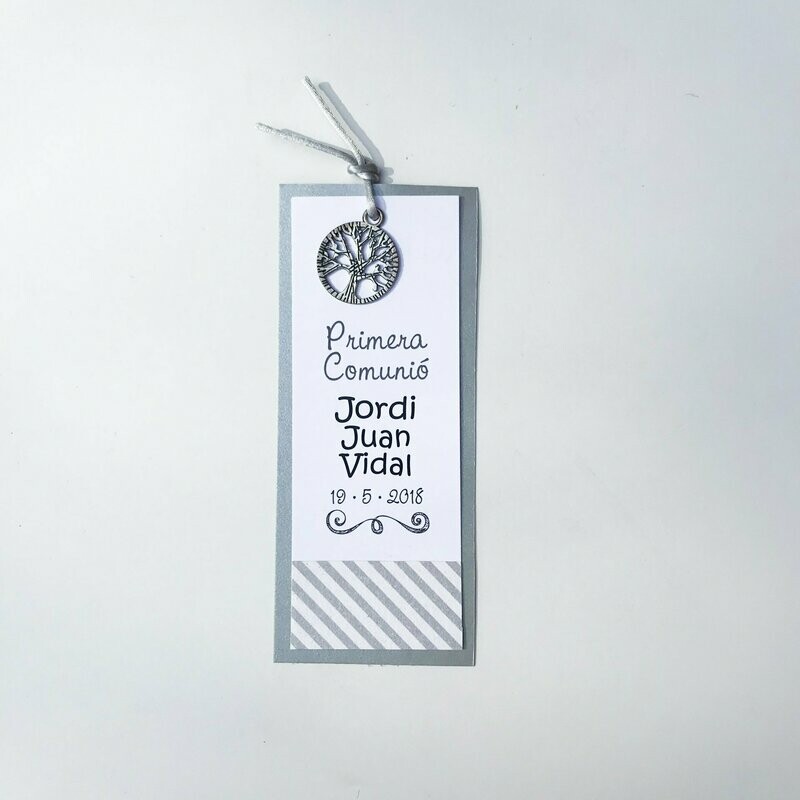 Primera
Comunió
Jordi
Juan
Vidal
19 · 5 · 2018